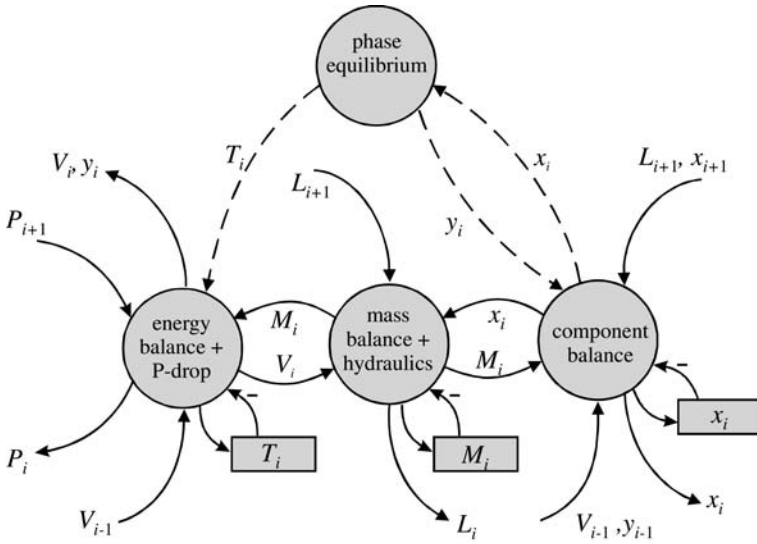 phase
equilibrium
T_i
V_i, y_i
L_{i+1}
x_i
L_{i+1}, x_{i+1}
y_i
P_{i+1}
energy
balance +
P-drop
M_i
V_i
mass
balance +
hydraulics
x_i
M_i
component
balance
-
-
-
T_i
M_i
x_i
P_i
V_{i-1}
L_i
V_{i-1}, y_{i-1}
x_i